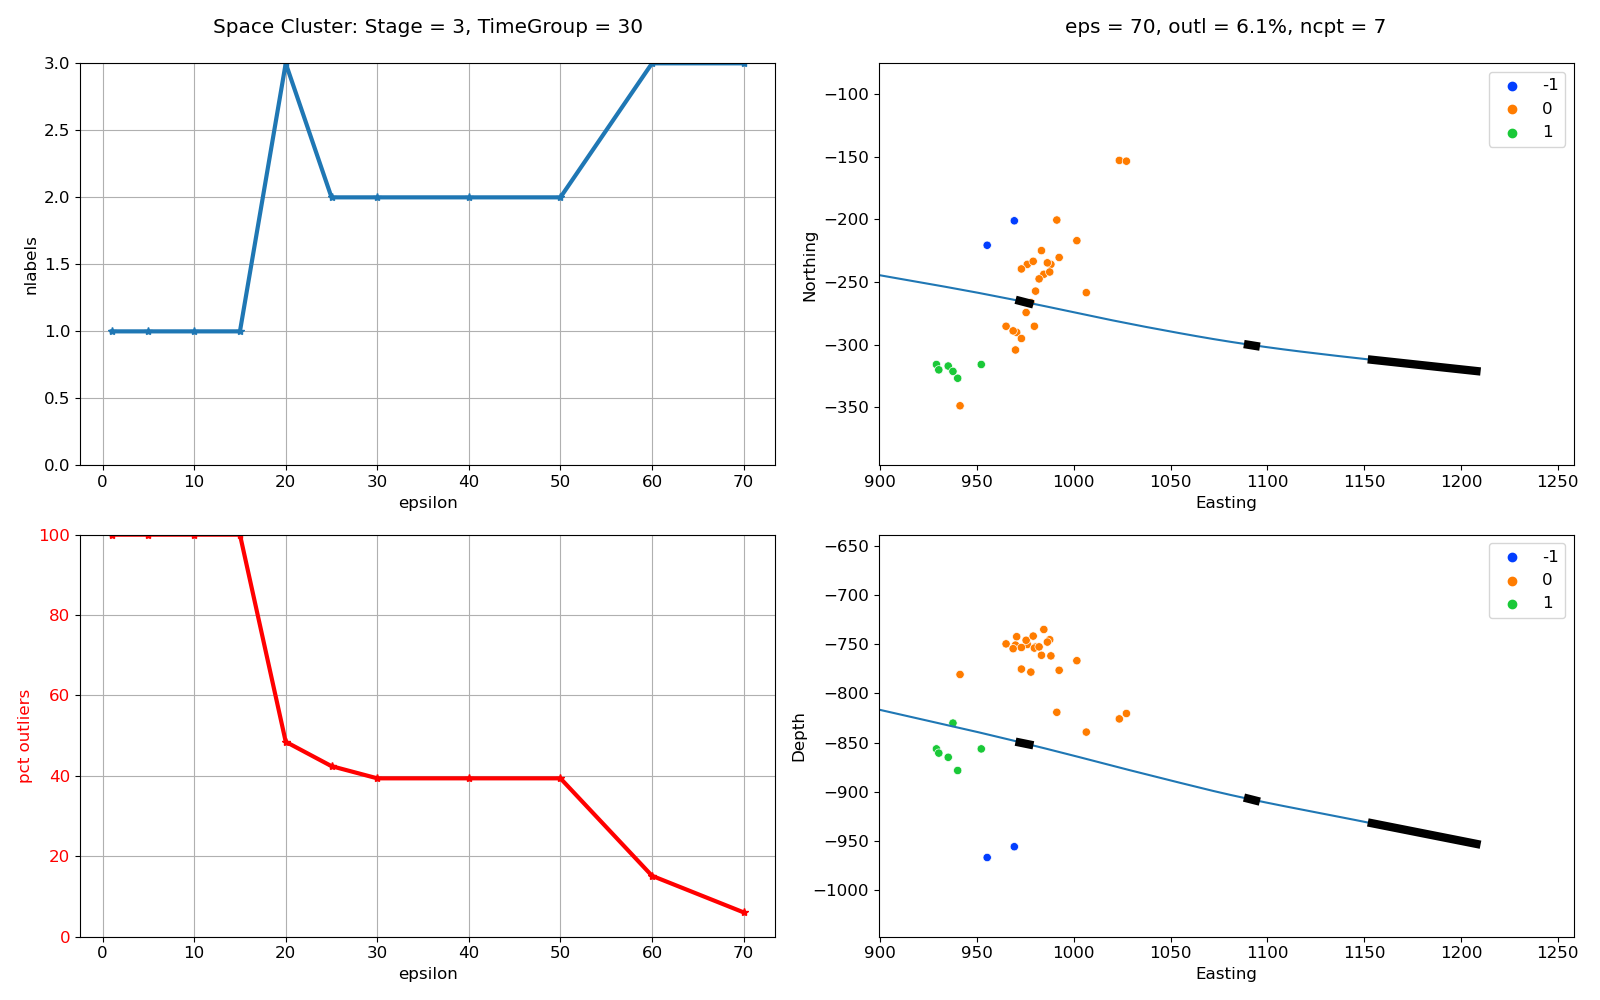 Space Cluster: Stage = 3, TimeGroup = 30
3.0
2.5
2.0
1.5
1.0
0.5
0.0
nlabels
0 10 20 30 40 50 60 70
epsilon
eps = 70, outl = 6.1%, ncpt = 7
-1
0
1
−100
−150
−200
−250
−300
−350
Northing
900 950 1000 1050 1100 1150 1200 1250
Easting
100
80
60
40
20
0
pct outliers
0 10 20 30 40 50 60 70
epsilon
-1
0
1
−650
−700
−750
−800
−850
−900
−950
−1000
Depth
900 950 1000 1050 1100 1150 1200 1250
Easting